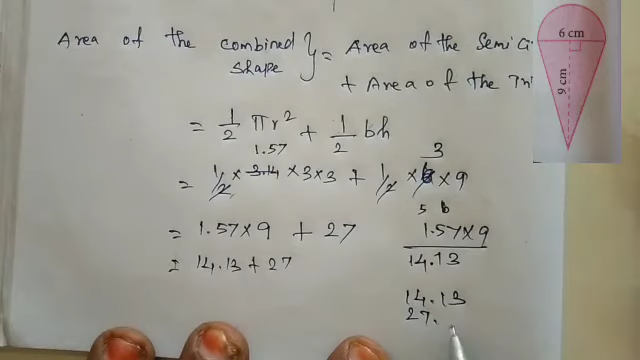 Area of the combined shape } = Area of the Semi Ci
+ Area of the Tri
= 1/2 πr² + 1/2 bh
1.57 3
= 1/2 × 3.14 × 3 × 3 + 1/2 × 6 × 9
= 1.57 × 9 + 27
= 14.13 + 27
5 6
1.57 × 9
14.13
14.13
27.
6 cm
9 cm